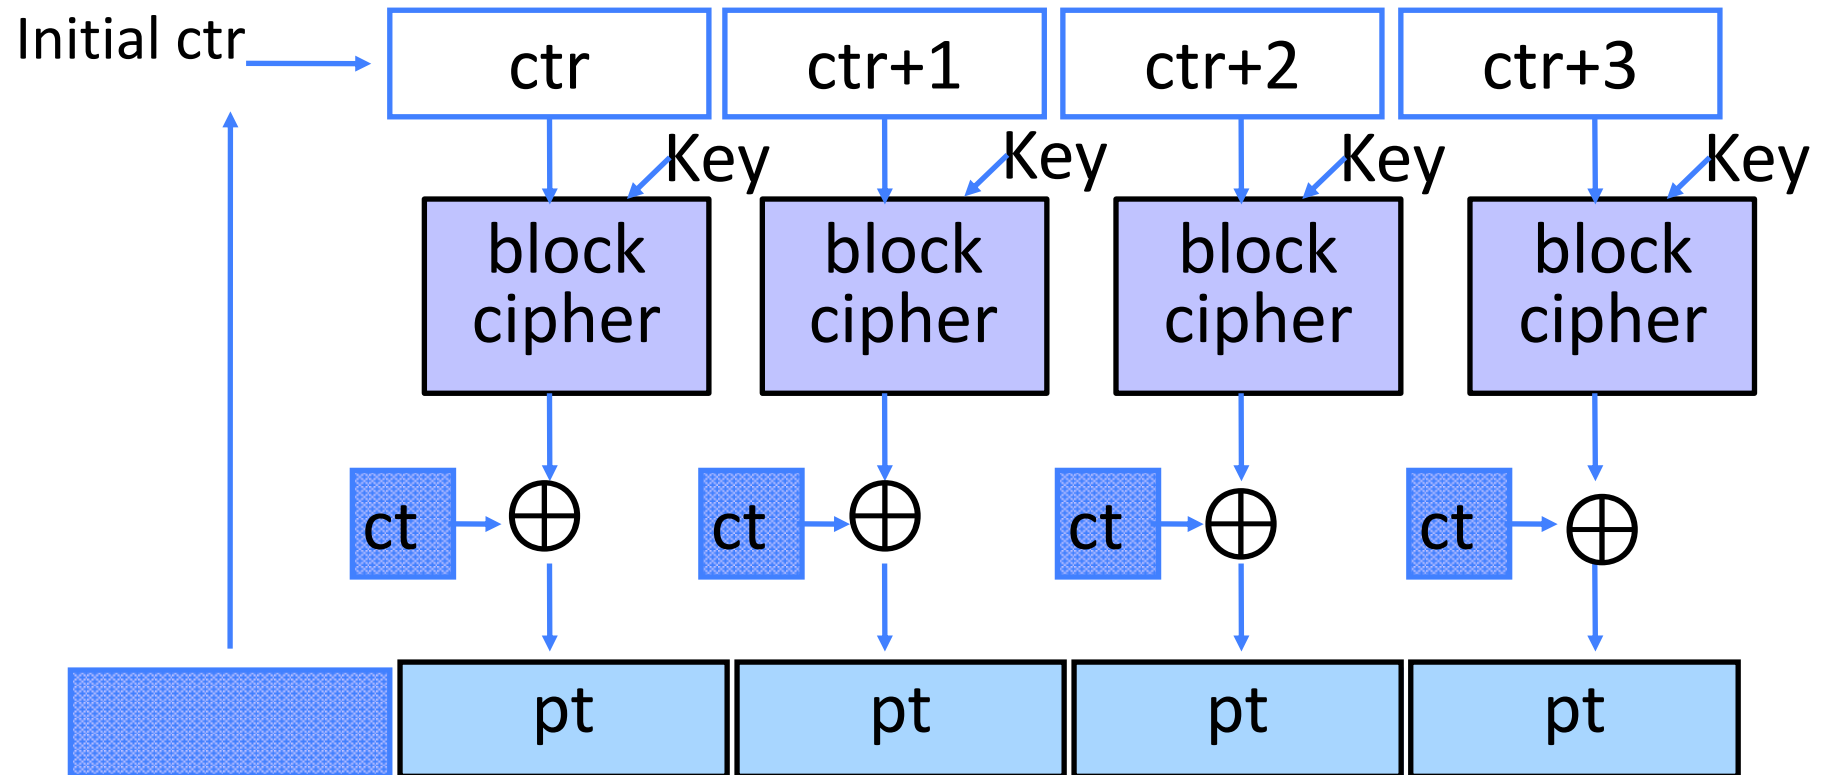 Initial ctr
ctr
ctr+1
ctr+2
ctr+3
Key
Key
Key
Key
block
cipher
block
cipher
block
cipher
block
cipher
ct
ct
ct
ct
pt
pt
pt
pt